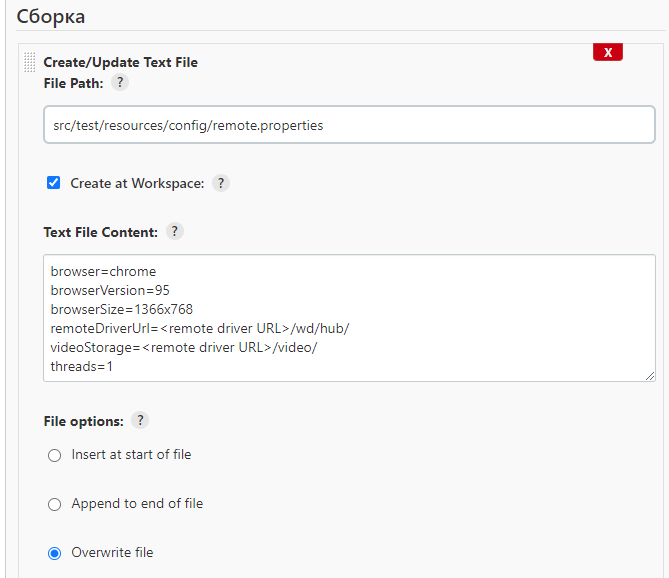 Сборка
X
Create/Update Text File
File Path: ?
src/test/resources/config/remote.properties
Create at Workspace: ?
Text File Content: ?
browser=chrome
browserVersion=95
browserSize=1366x768
remoteDriverUrl=<remote driver URL>/wd/hub/
videoStorage=<remote driver URL>/video/
threads=1
File options: ?
Insert at start of file
Append to end of file
Overwrite file